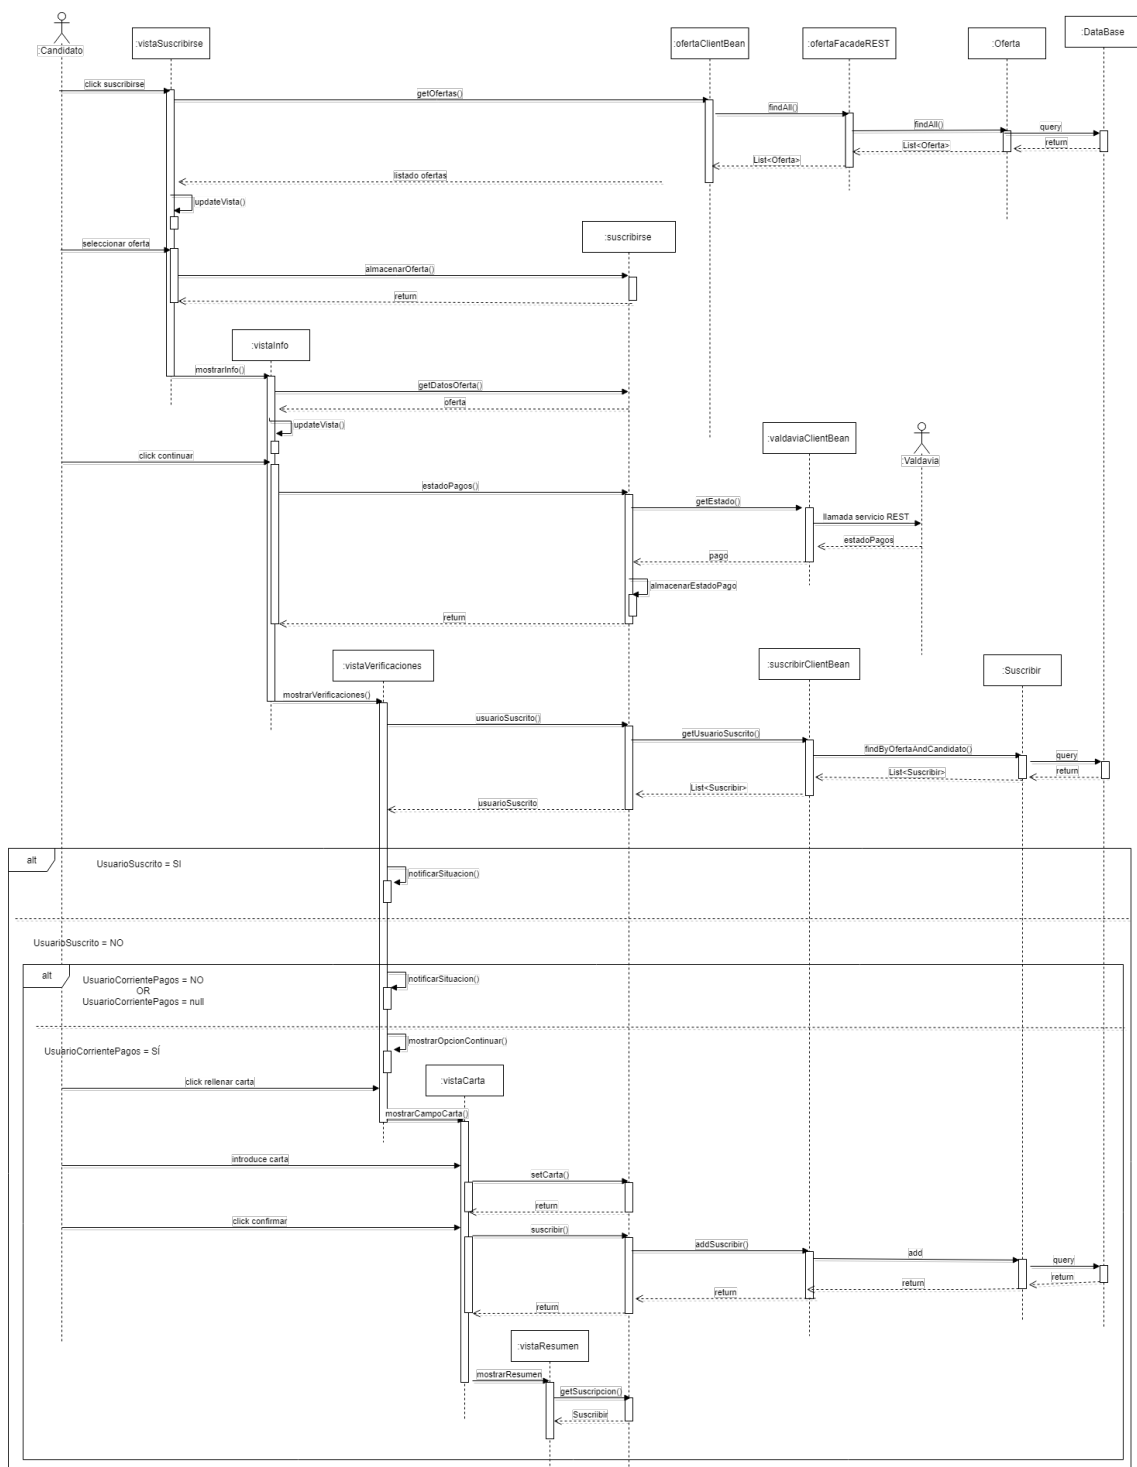 :Candidato
:vistaSuscribirse
:ofertaClientBean
:ofertaFacadeREST
:Oferta
:DataBase
click suscribirse
getOfertas()
findAll()
findAll()
query
return
List<Oferta>
List<Oferta>
listado ofertas
updateVista()
:suscribirse
seleccionar oferta
almacenarOferta()
return
:vistaInfo
mostrarInfo()
getDatosOferta()
oferta
updateVista()
:valdaviaClientBean
:Valdavia
click continuar
estadoPagos()
getEstado()
llamada servicio REST
estadoPagos
pago
almacenarEstadoPago
return
:vistaVerificaciones
:suscribirClientBean
:Suscribir
mostrarVerificaciones()
usuarioSuscrito()
getUsuarioSuscrito()
findByOfertaAndCandidato()
query
return
List<Suscribir>
List<Suscribir>
usuarioSuscrito
alt
UsuarioSuscrito = SI
notificarSituacion()
UsuarioSuscrito = NO
alt
UsuarioCorrientePagos = NO
OR
UsuarioCorrientePagos = null
notificarSituacion()
mostrarOpcionContinuar()
UsuarioCorrientePagos = SÍ
:vistaCarta
click rellenar carta
mostrarCampoCarta()
introduce carta
setCarta()
return
click confirmar
suscribir()
addSuscribir()
add
query
return
return
return
return
:vistaResumen
mostrarResumen
getSuscripcion()
Suscriibir